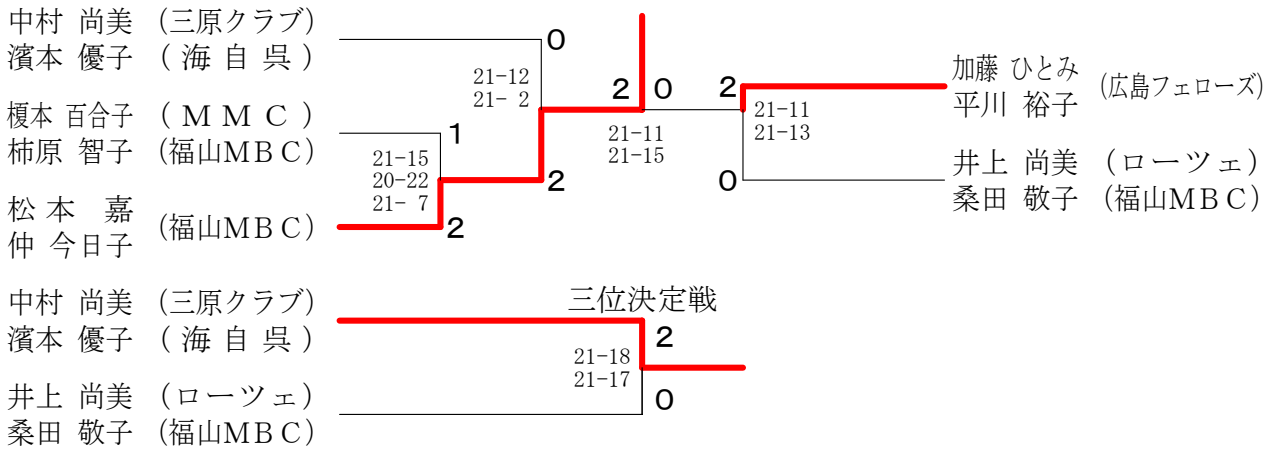 中村 尚美 (三原クラブ)
濱本 優子 ( 海 自 呉 )
0
21-12
21- 2
榎本 百合子 ( ＭＭＣ )
柿原 智子 (福山ＭＢＣ)
1
21-15
20-22
21- 7
2
松 本 嘉
仲 今日子
(福山ＭＢＣ)
2
2 0
21-11
21-15
2
21-11
21-13
0
加藤 ひとみ
平川 裕子
(広島フェローズ)
井上 尚美 (ローツェ)
桑田 敬子 (福山ＭＢＣ)
三位決定戦
中村 尚美 (三原クラブ)
濱本 優子 ( 海 自 呉 )
2
21-18
21-17
0
井上 尚美 (ローツェ)
桑田 敬子 (福山ＭＢＣ)